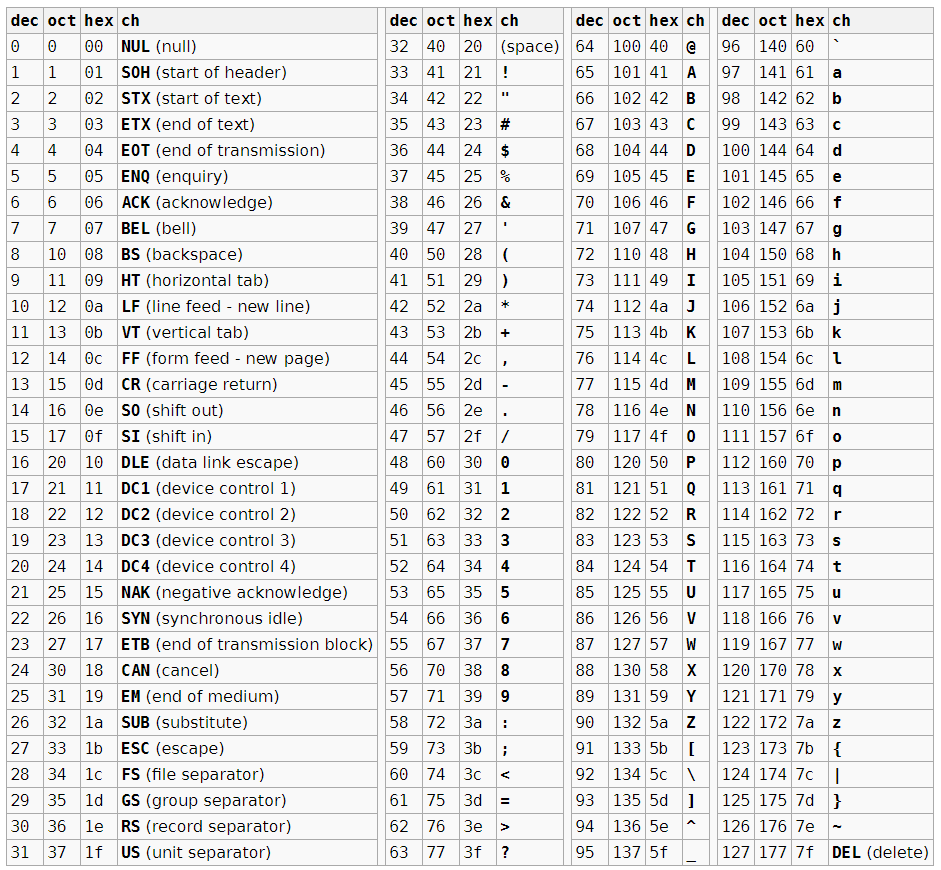 dec oct hex ch dec oct hex ch dec oct hex ch dec oct hex ch
0 0 00 NUL (null) 32 40 20 (space) 64 100 40 @ 96 140 60 `
1 1 01 SOH (start of header) 33 41 21 ! 65 101 41 A 97 141 61 a
2 2 02 STX (start of text) 34 42 22 " 66 102 42 B 98 142 62 b
3 3 03 ETX (end of text) 35 43 23 # 67 103 43 C 99 143 63 c
4 4 04 EOT (end of transmission) 36 44 24 $ 68 104 44 D 100 144 64 d
5 5 05 ENQ (enquiry) 37 45 25 % 69 105 45 E 101 145 65 e
6 6 06 ACK (acknowledge) 38 46 26 & 70 106 46 F 102 146 66 f
7 7 07 BEL (bell) 39 47 27 ' 71 107 47 G 103 147 67 g
8 10 08 BS (backspace) 40 50 28 ( 72 110 48 H 104 150 68 h
9 11 09 HT (horizontal tab) 41 51 29 ) 73 111 49 I 105 151 69 i
10 12 0a LF (line feed - new line) 42 52 2a * 74 112 4a J 106 152 6a j
11 13 0b VT (vertical tab) 43 53 2b + 75 113 4b K 107 153 6b k
12 14 0c FF (form feed - new page) 44 54 2c , 76 114 4c L 108 154 6c l
13 15 0d CR (carriage return) 45 55 2d - 77 115 4d M 109 155 6d m
14 16 0e SO (shift out) 46 56 2e . 78 116 4e N 110 156 6e n
15 17 0f SI (shift in) 47 57 2f / 79 117 4f O 111 157 6f o
16 20 10 DLE (data link escape) 48 60 30 0 80 120 50 P 112 160 70 p
17 21 11 DC1 (device control 1) 49 61 31 1 81 121 51 Q 113 161 71 q
18 22 12 DC2 (device control 2) 50 62 32 2 82 122 52 R 114 162 72 r
19 23 13 DC3 (device control 3) 51 63 33 3 83 123 53 S 115 163 73 s
20 24 14 DC4 (device control 4) 52 64 34 4 84 124 54 T 116 164 74 t
21 25 15 NAK (negative acknowledge) 53 65 35 5 85 125 55 U 117 165 75 u
22 26 16 SYN (synchronous idle) 54 66 36 6 86 126 56 V 118 166 76 v
23 27 17 ETB (end of transmission block) 55 67 37 7 87 127 57 W 119 167 77 w
24 30 18 CAN (cancel) 56 70 38 8 88 130 58 X 120 170 78 x
25 31 19 EM (end of medium) 57 71 39 9 89 131 59 Y 121 171 79 y
26 32 1a SUB (substitute) 58 72 3a : 90 132 5a Z 122 172 7a z
27 33 1b ESC (escape) 59 73 3b ; 91 133 5b [ 123 173 7b {
28 34 1c FS (file separator) 60 74 3c < 92 134 5c \ 124 174 7c |
29 35 1d GS (group separator) 61 75 3d = 93 135 5d ] 125 175 7d }
30 36 1e RS (record separator) 62 76 3e > 94 136 5e ^ 126 176 7e ~
31 37 1f US (unit separator) 63 77 3f ? 95 137 5f _ 127 177 7f DEL (delete)